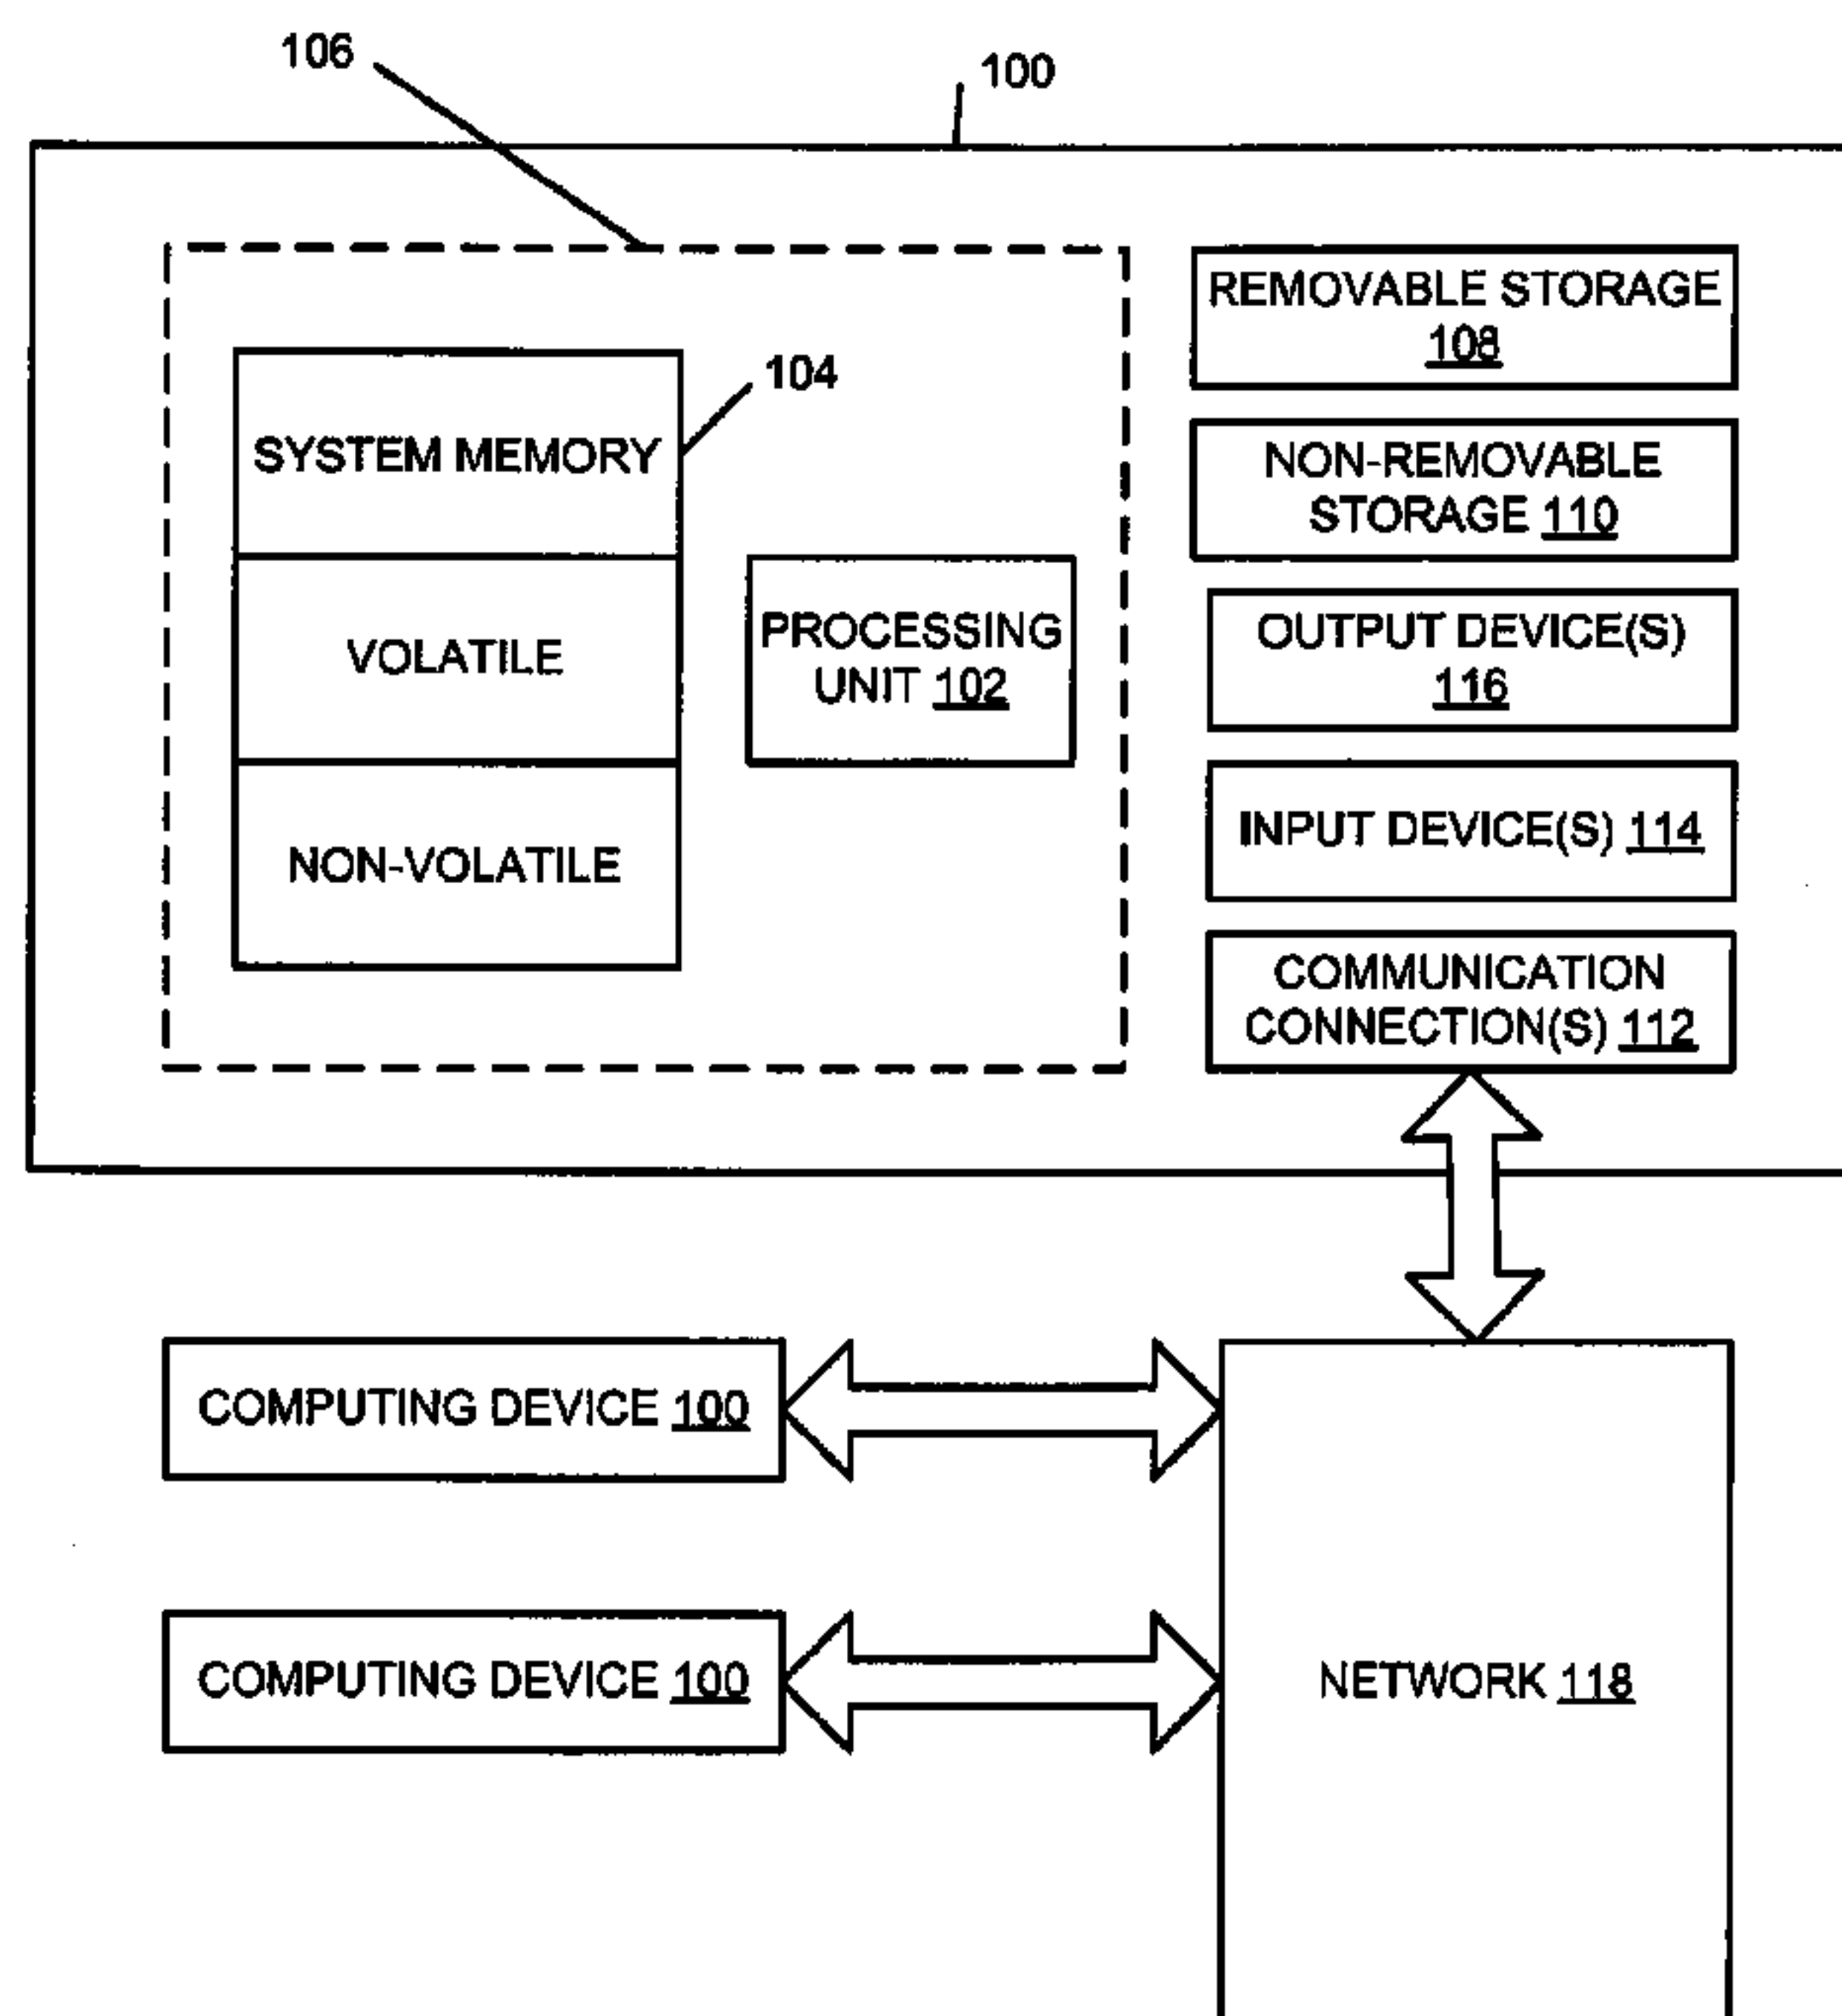 106
100
REMOVABLE STORAGE
108
104
SYSTEM MEMORY
NON-REMOVABLE
STORAGE 110
VOLATILE
PROCESSING
UNIT 102
OUTPUT DEVICE(S)
116
NON-VOLATILE
INPUT DEVICE(S) 114
COMMUNICATION
CONNECTION(S) 112
COMPUTING DEVICE 100
COMPUTING DEVICE 100
NETWORK 118